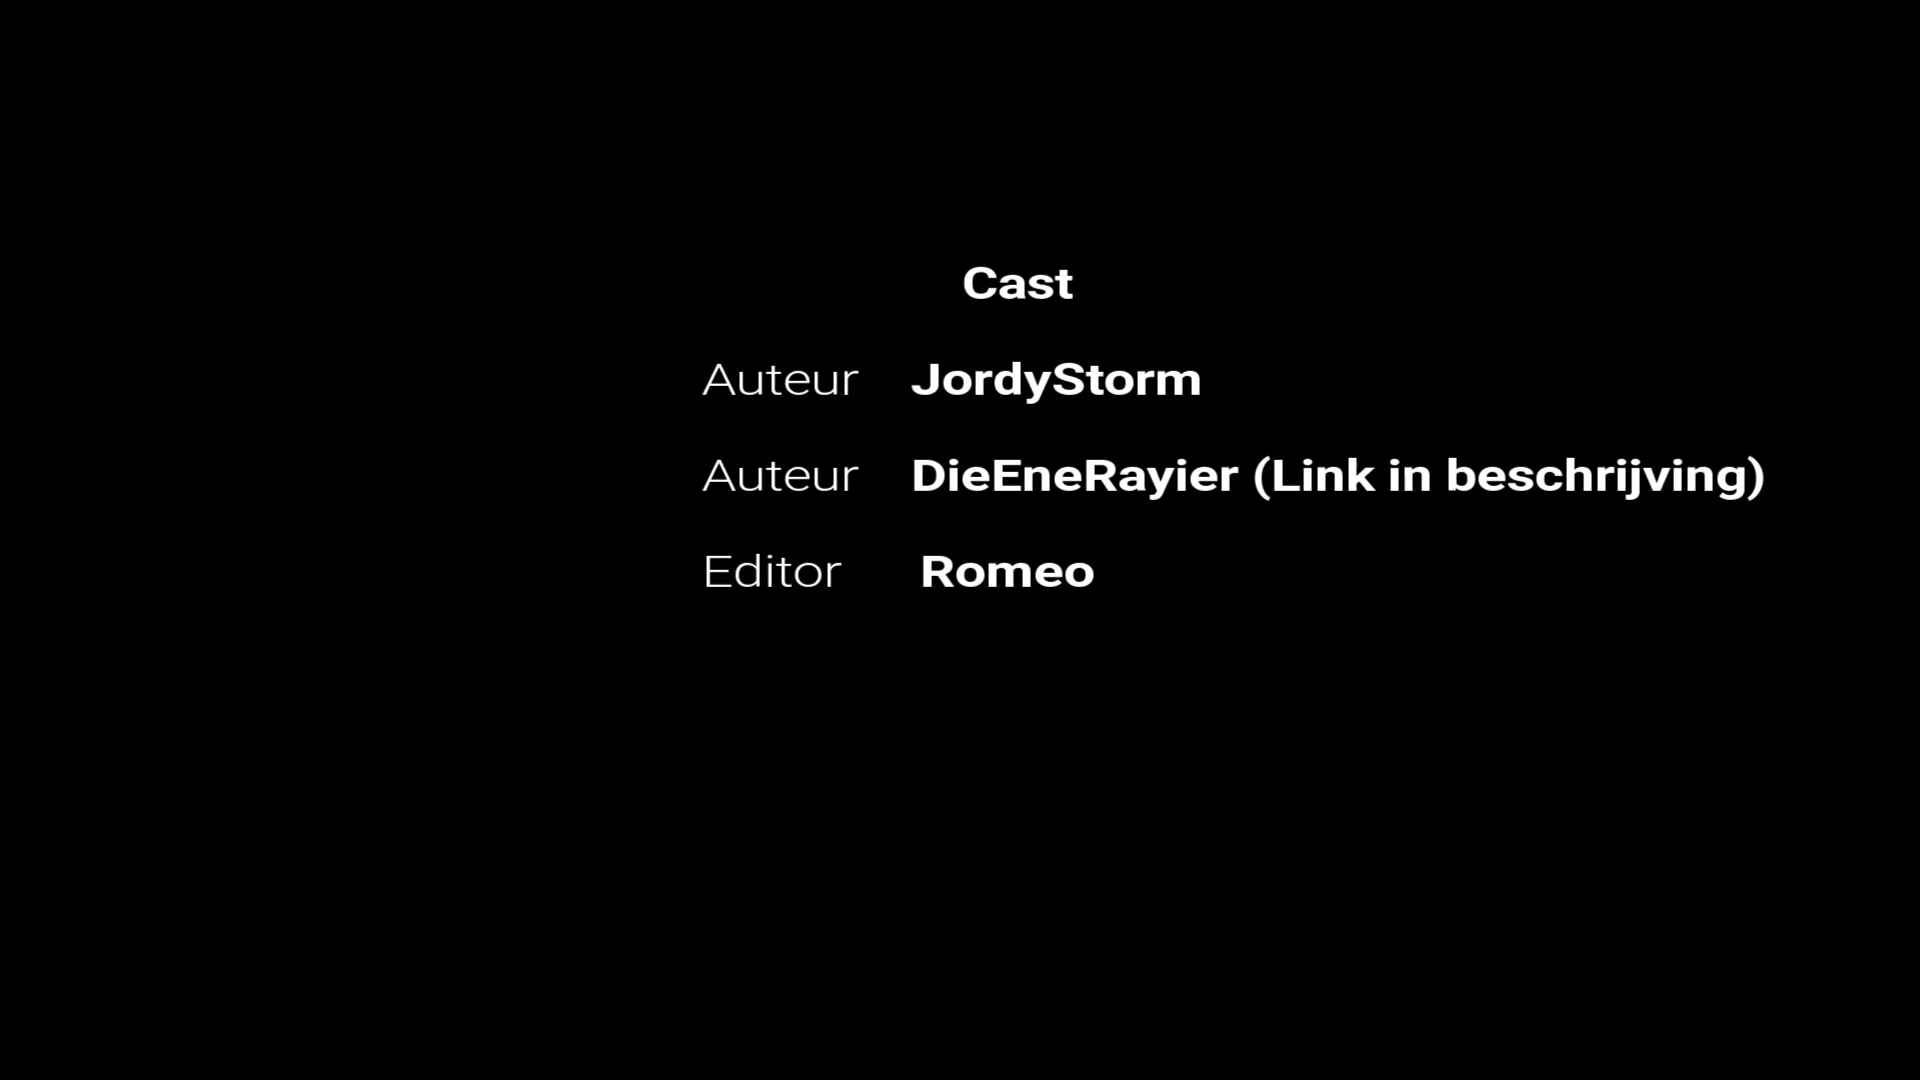 Cast
Auteur JordyStorm
Auteur DieEneRayier (Link in beschrijving)
Editor Romeo